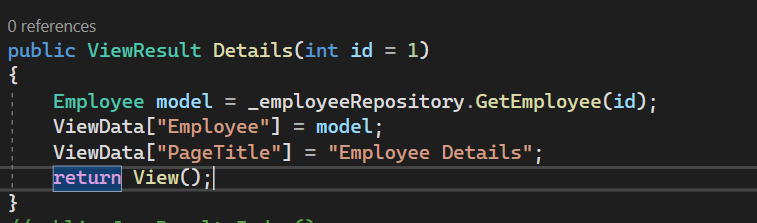 0 references
public ViewResult Details(int id = 1)
{
Employee model = _employeeRepository.GetEmployee(id);
ViewData["Employee"] = model;
ViewData["PageTitle"] = "Employee Details";
return View();
}